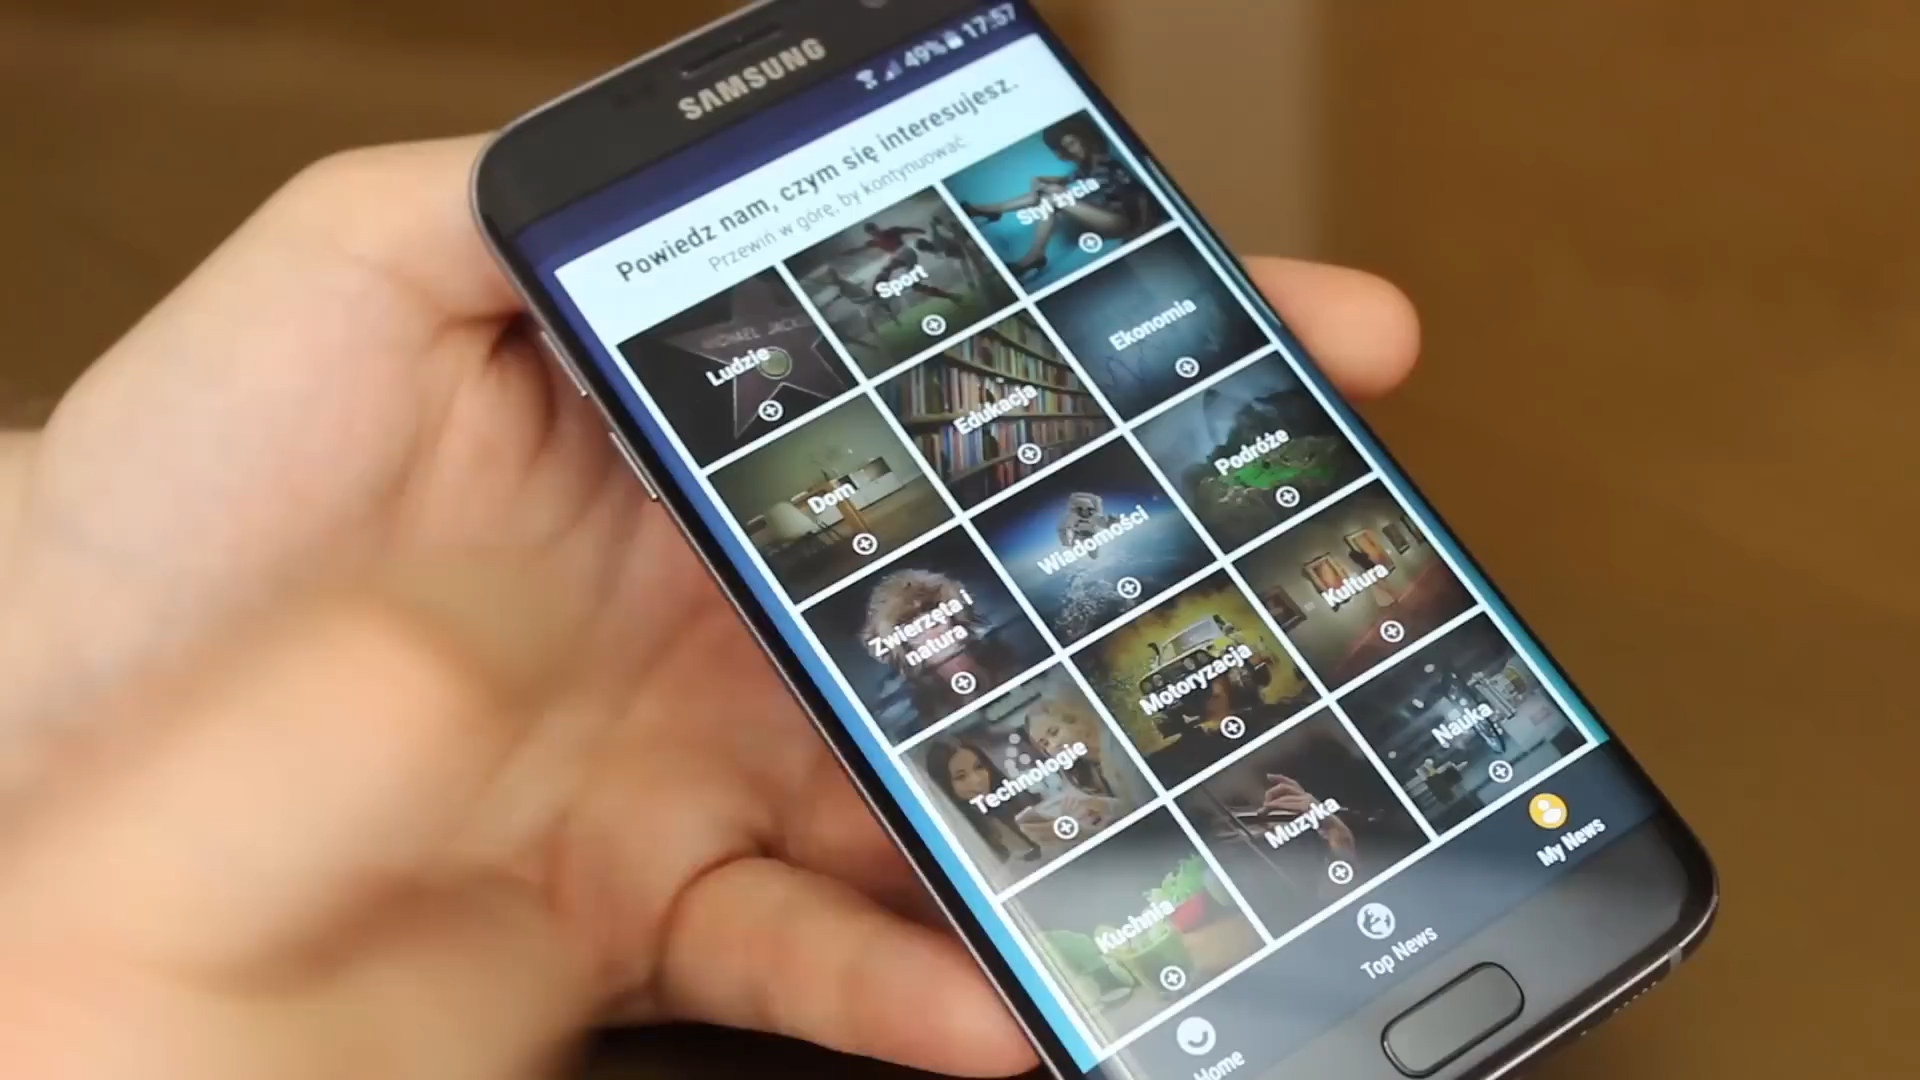 SAMSUNG
49% 17:57
Powiedz nam, czym się interesujesz.
Przewiń w górę, by kontynuować.
Ludzie
Sport
Styl życia
Dom
Edukacja
Ekonomia
Zwierzęta i
natura
Wiadomości
Podróże
Technologie
Motoryzacja
Kultura
Kuchnia
Muzyka
Nauka
Home
Top News
My News